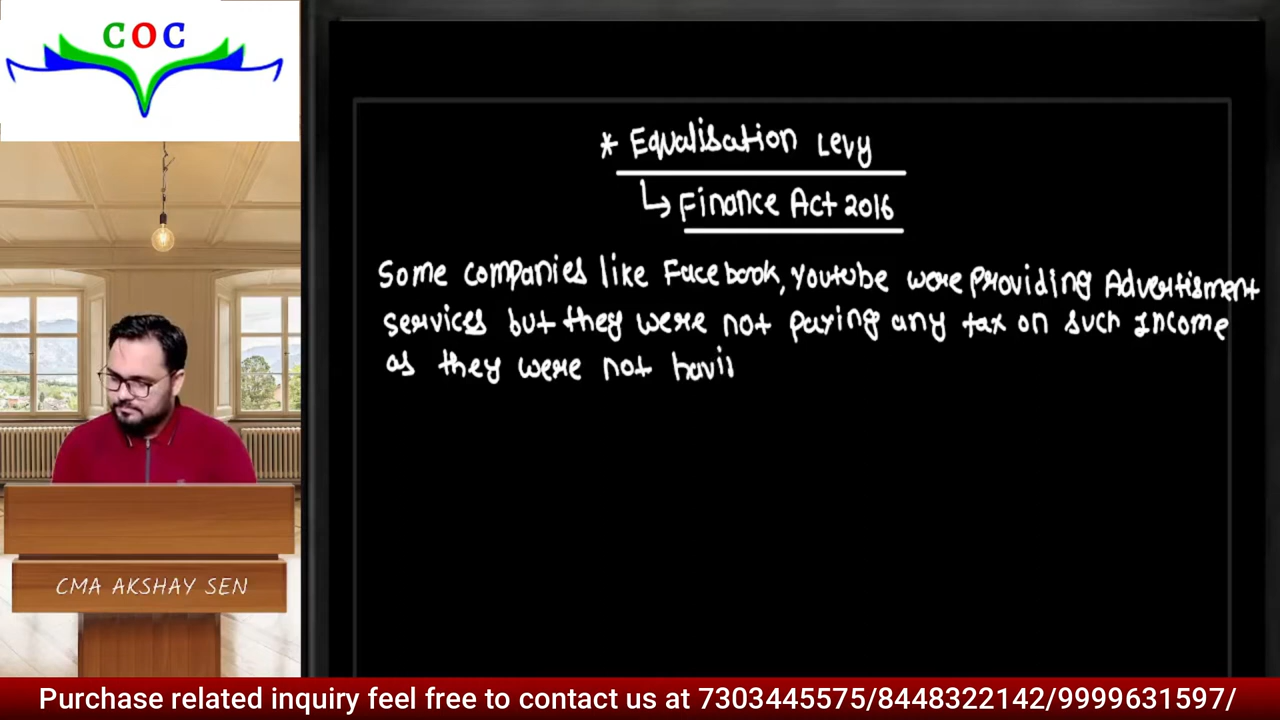 COC
* Equalisation Levy
↳ Finance Act 2016
Some companies like Facebook, Youtube were providing Advertisment
services but they were not paying any tax on such Income
as they were not havi
CMA AKSHAY SEN
Purchase related inquiry feel free to contact us at 7303445575/8448322142/9999631597/